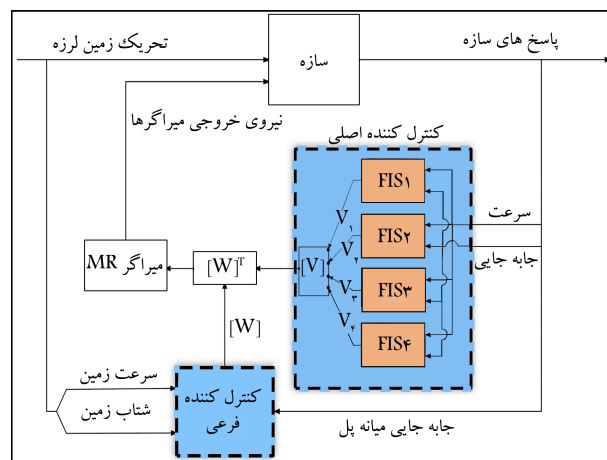 تحریک زمین لرزه
سازه
پاسخ های سازه
نیروی خروجی میراگرها
کنترل کننده اصلی
FIS۱
FIS۲
FIS۳
FIS۴
V۱
V۲
V۳
V۴
[V]
سرعت
جابه جایی
[W]ᵀ
میراگر MR
[W]
سرعت زمین
شتاب زمین
کنترل کننده
فرعی
جابه جایی میانه پل